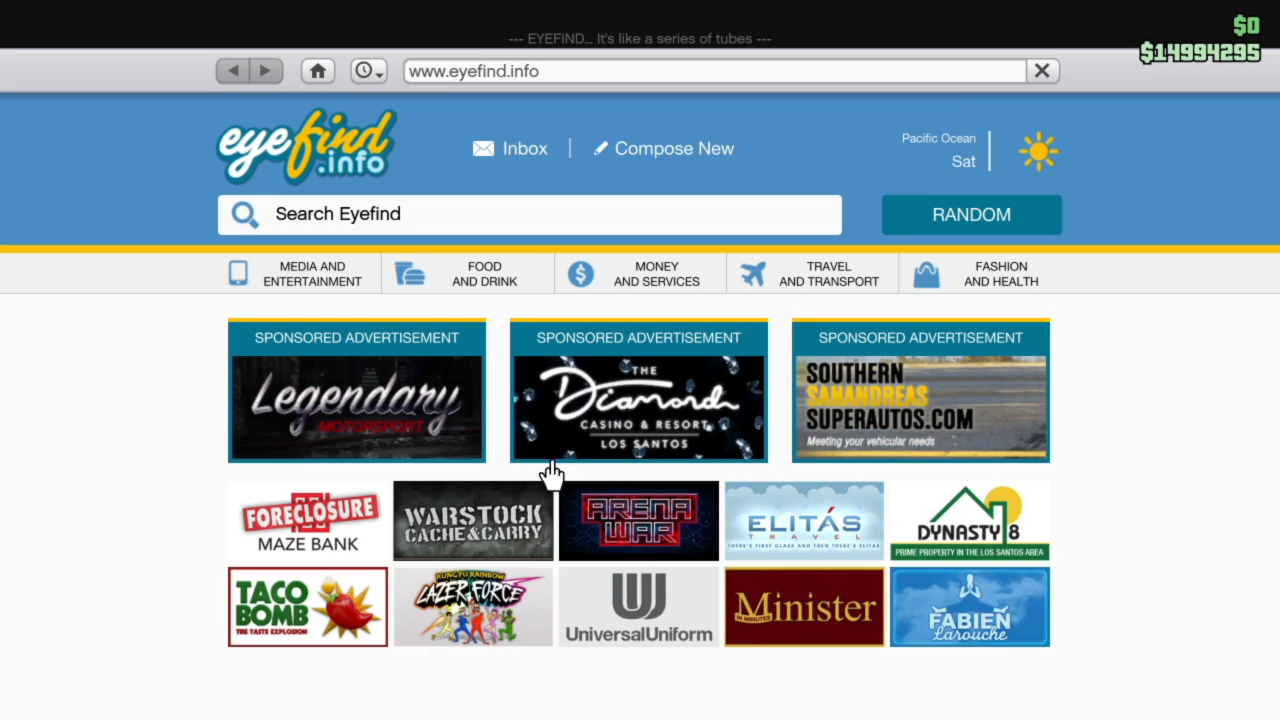 $0
--- EYEFIND... It's like a series of tubes ---
$14994295
www.eyefind.info
eyefind
.info
Inbox
Compose New
Pacific Ocean
Sat
Search Eyefind
RANDOM
MEDIA AND
ENTERTAINMENT
FOOD
AND DRINK
MONEY
AND SERVICES
TRAVEL
AND TRANSPORT
FASHION
AND HEALTH
SPONSORED ADVERTISEMENT
Legendary
MOTORSPORT
SPONSORED ADVERTISEMENT
THE
Diamond
CASINO & RESORT
LOS SANTOS
SPONSORED ADVERTISEMENT
SOUTHERN
SANANDREAS
SUPERAUTOS.COM
Meeting your vehicular needs
FORECLOSURE
MAZE BANK
WARSTOCK
CACHE&CARRY
ARENA
WAR
ELITÁS
TRAVEL
THERE'S FIRST CLASS AND THEN THERE'S ELITAS
DYNASTY 8
PRIME PROPERTY IN THE LOS SANTOS AREA
TACO
BOMB
THE TASTE EXPLOSION
KUNG FU RAINBOW
LAZER FORCE
UU
UniversalUniform
Minister
IN MINUTES
FABIEN
Larouche